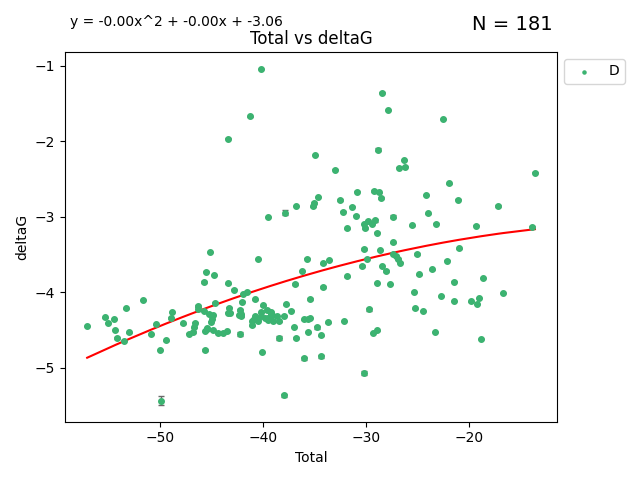 y = -0.00x^2 + -0.00x + -3.06
N = 181
Total vs deltaG
D
−1
−2
−3
−4
−5
deltaG
−50
−40
−30
−20
Total